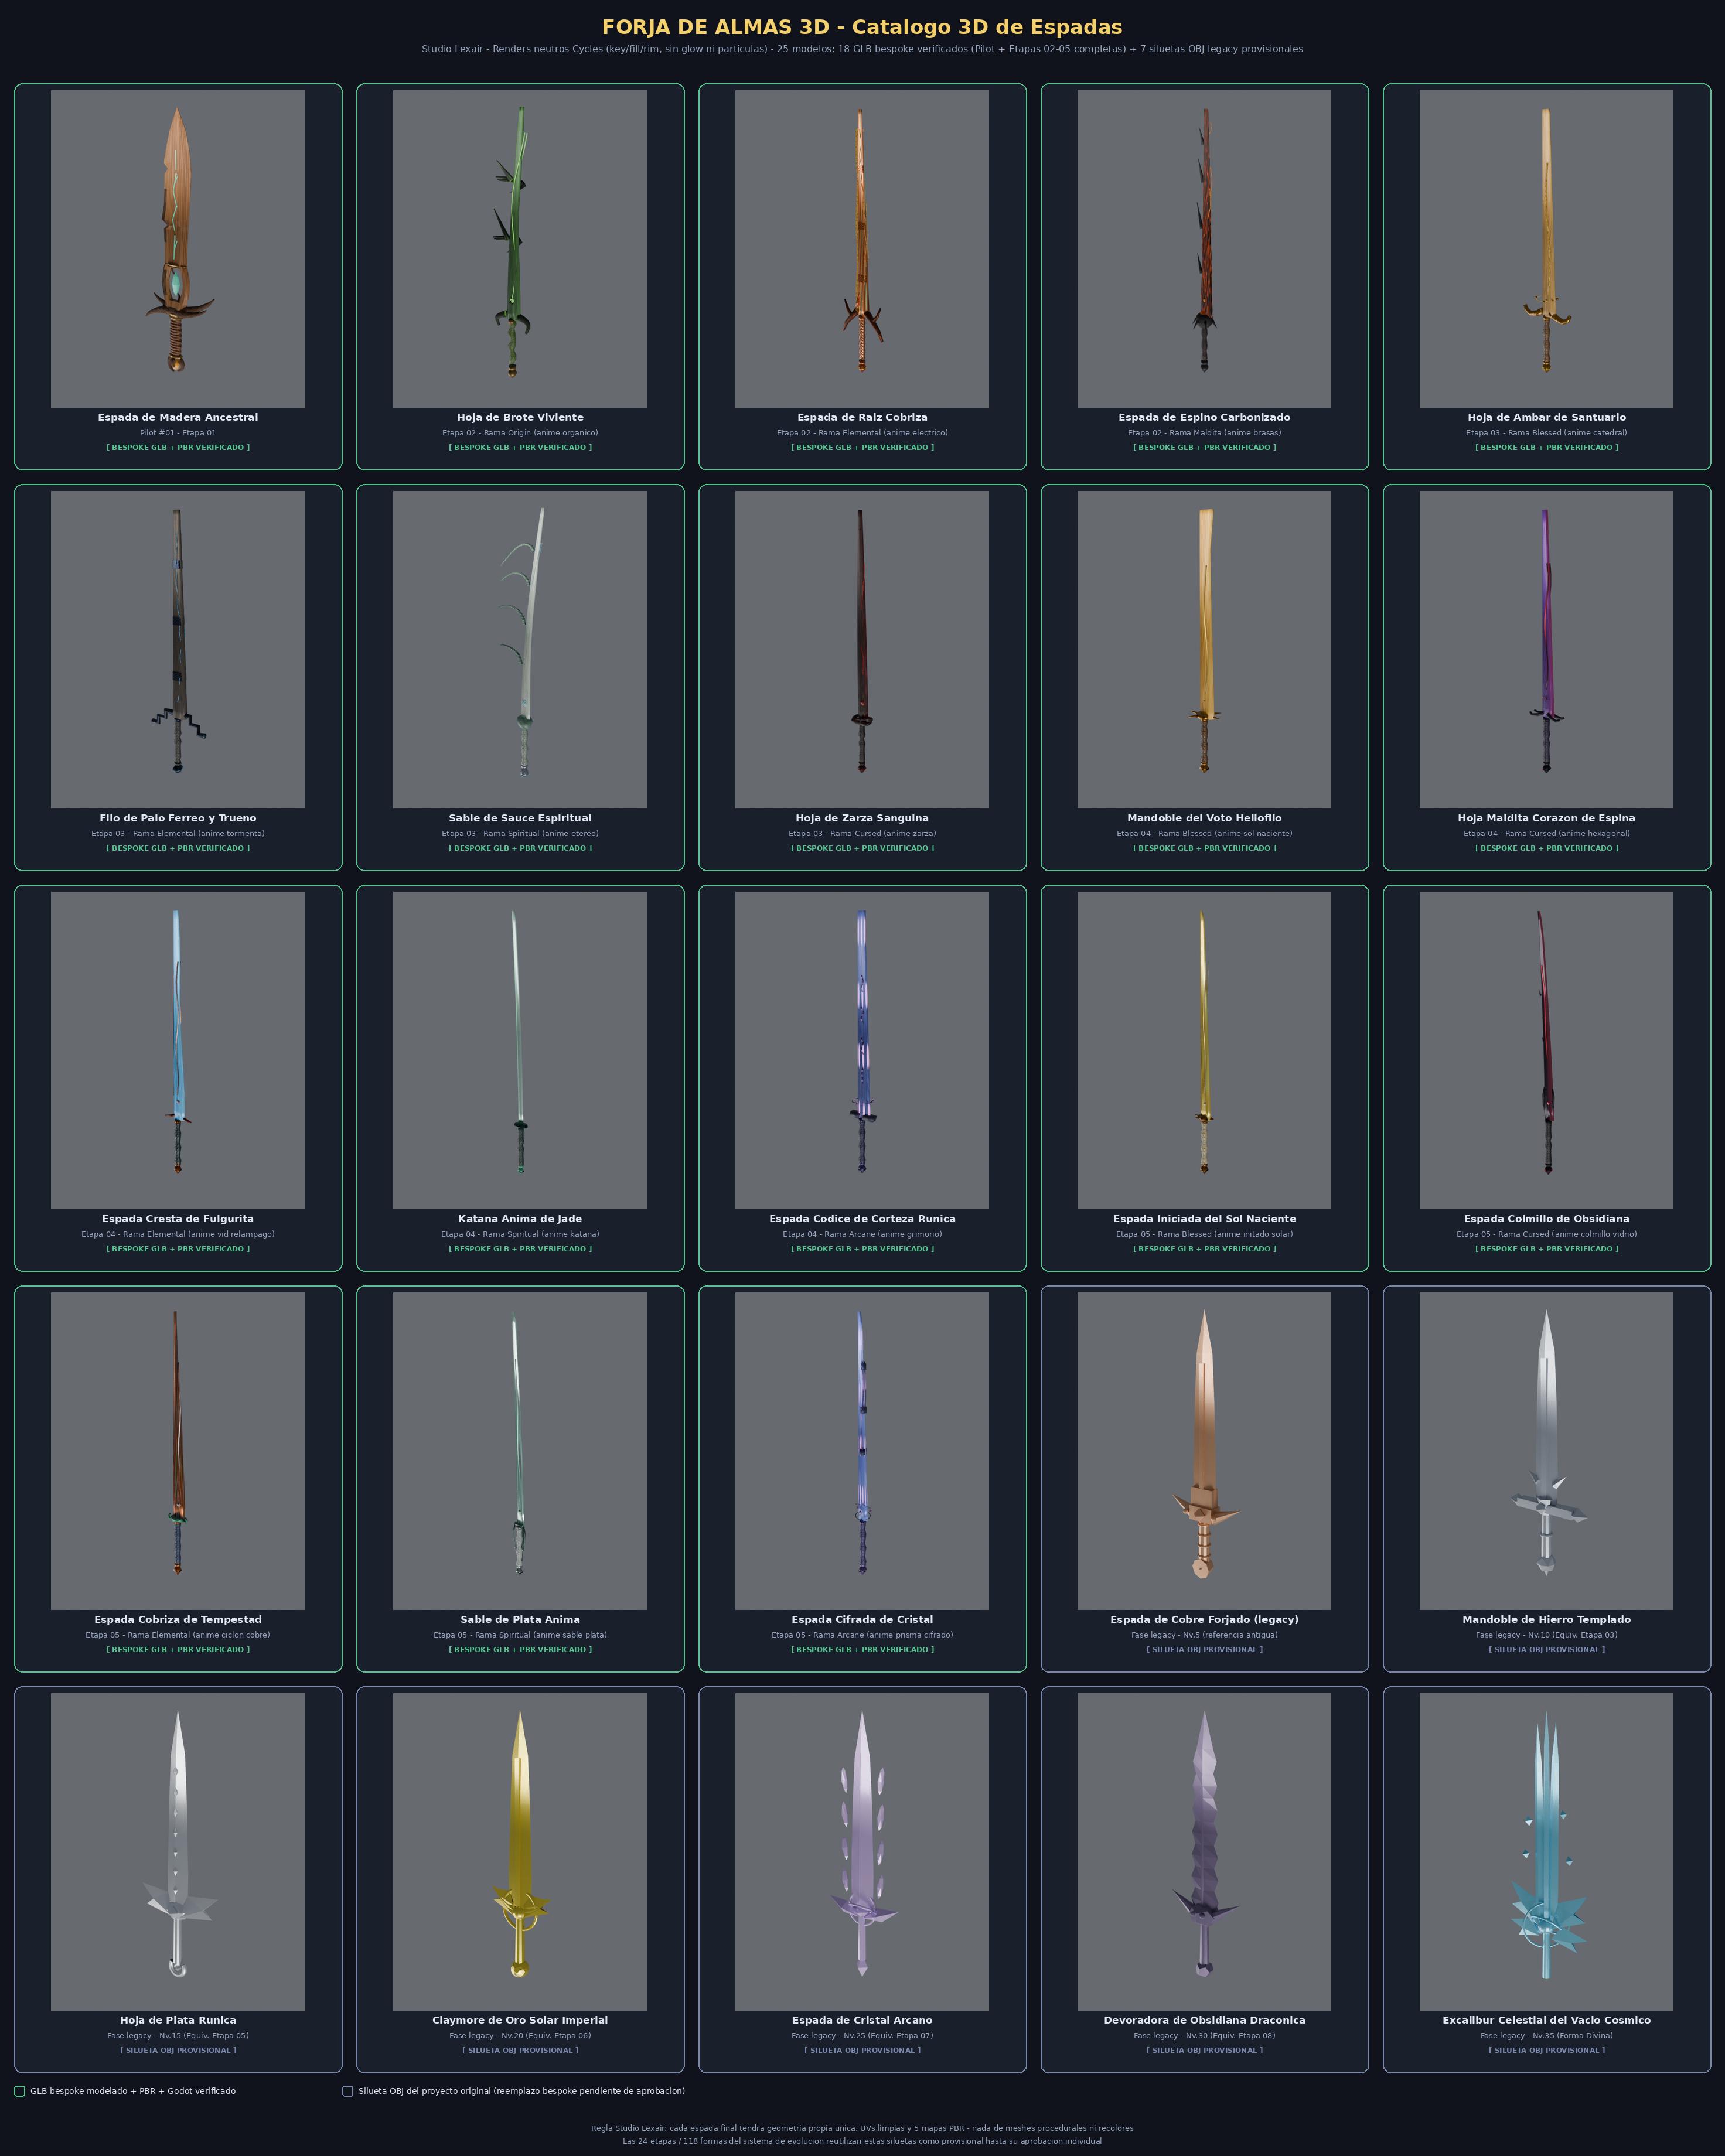 FORJA DE ALMAS 3D - Catalogo 3D de Espadas
Studio Lexair - Renders neutros Cycles (key/fill/rim, sin glow ni particulas) - 25 modelos: 18 GLB bespoke verificados (Pilot + Etapas 02-05 completas) + 7 siluetas OBJ legacy provisionales
Espada de Madera Ancestral
Pilot #01 - Etapa 01
[ BESPOKE GLB + PBR VERIFICADO ]
Hoja de Brote Viviente
Etapa 02 - Rama Origin (anime organico)
[ BESPOKE GLB + PBR VERIFICADO ]
Espada de Raiz Cobriza
Etapa 02 - Rama Elemental (anime electrico)
[ BESPOKE GLB + PBR VERIFICADO ]
Espada de Espino Carbonizado
Etapa 02 - Rama Maldita (anime brasas)
[ BESPOKE GLB + PBR VERIFICADO ]
Hoja de Ambar de Santuario
Etapa 03 - Rama Blessed (anime catedral)
[ BESPOKE GLB + PBR VERIFICADO ]
Filo de Palo Ferreo y Trueno
Etapa 03 - Rama Elemental (anime tormenta)
[ BESPOKE GLB + PBR VERIFICADO ]
Sable de Sauce Espiritual
Etapa 03 - Rama Spiritual (anime etereo)
[ BESPOKE GLB + PBR VERIFICADO ]
Hoja de Zarza Sanguina
Etapa 03 - Rama Cursed (anime zarza)
[ BESPOKE GLB + PBR VERIFICADO ]
Mandoble del Voto Heliofilo
Etapa 04 - Rama Blessed (anime sol naciente)
[ BESPOKE GLB + PBR VERIFICADO ]
Hoja Maldita Corazon de Espina
Etapa 04 - Rama Cursed (anime hexagonal)
[ BESPOKE GLB + PBR VERIFICADO ]
Espada Cresta de Fulgurita
Etapa 04 - Rama Elemental (anime vid relampago)
[ BESPOKE GLB + PBR VERIFICADO ]
Katana Anima de Jade
Etapa 04 - Rama Spiritual (anime katana)
[ BESPOKE GLB + PBR VERIFICADO ]
Espada Codice de Corteza Runica
Etapa 04 - Rama Arcane (anime grimorio)
[ BESPOKE GLB + PBR VERIFICADO ]
Espada Iniciada del Sol Naciente
Etapa 05 - Rama Blessed (anime initado solar)
[ BESPOKE GLB + PBR VERIFICADO ]
Espada Colmillo de Obsidiana
Etapa 05 - Rama Cursed (anime colmillo vidrio)
[ BESPOKE GLB + PBR VERIFICADO ]
Espada Cobriza de Tempestad
Etapa 05 - Rama Elemental (anime ciclon cobre)
[ BESPOKE GLB + PBR VERIFICADO ]
Sable de Plata Anima
Etapa 05 - Rama Spiritual (anime sable plata)
[ BESPOKE GLB + PBR VERIFICADO ]
Espada Cifrada de Cristal
Etapa 05 - Rama Arcane (anime prisma cifrado)
[ BESPOKE GLB + PBR VERIFICADO ]
Espada de Cobre Forjado (legacy)
Fase legacy - Nv.5 (referencia antigua)
[ SILUETA OBJ PROVISIONAL ]
Mandoble de Hierro Templado
Fase legacy - Nv.10 (Equiv. Etapa 03)
[ SILUETA OBJ PROVISIONAL ]
Hoja de Plata Runica
Fase legacy - Nv.15 (Equiv. Etapa 05)
[ SILUETA OBJ PROVISIONAL ]
Claymore de Oro Solar Imperial
Fase legacy - Nv.20 (Equiv. Etapa 06)
[ SILUETA OBJ PROVISIONAL ]
Espada de Cristal Arcano
Fase legacy - Nv.25 (Equiv. Etapa 07)
[ SILUETA OBJ PROVISIONAL ]
Devoradora de Obsidiana Draconica
Fase legacy - Nv.30 (Equiv. Etapa 08)
[ SILUETA OBJ PROVISIONAL ]
Excalibur Celestial del Vacio Cosmico
Fase legacy - Nv.35 (Forma Divina)
[ SILUETA OBJ PROVISIONAL ]
GLB bespoke modelado + PBR + Godot verificado
Silueta OBJ del proyecto original (reemplazo bespoke pendiente de aprobacion)
Regla Studio Lexair: cada espada final tendra geometria propia unica, UVs limpias y 5 mapas PBR - nada de meshes procedurales ni recolores
Las 24 etapas / 118 formas del sistema de evolucion reutilizan estas siluetas como provisional hasta su aprobacion individual